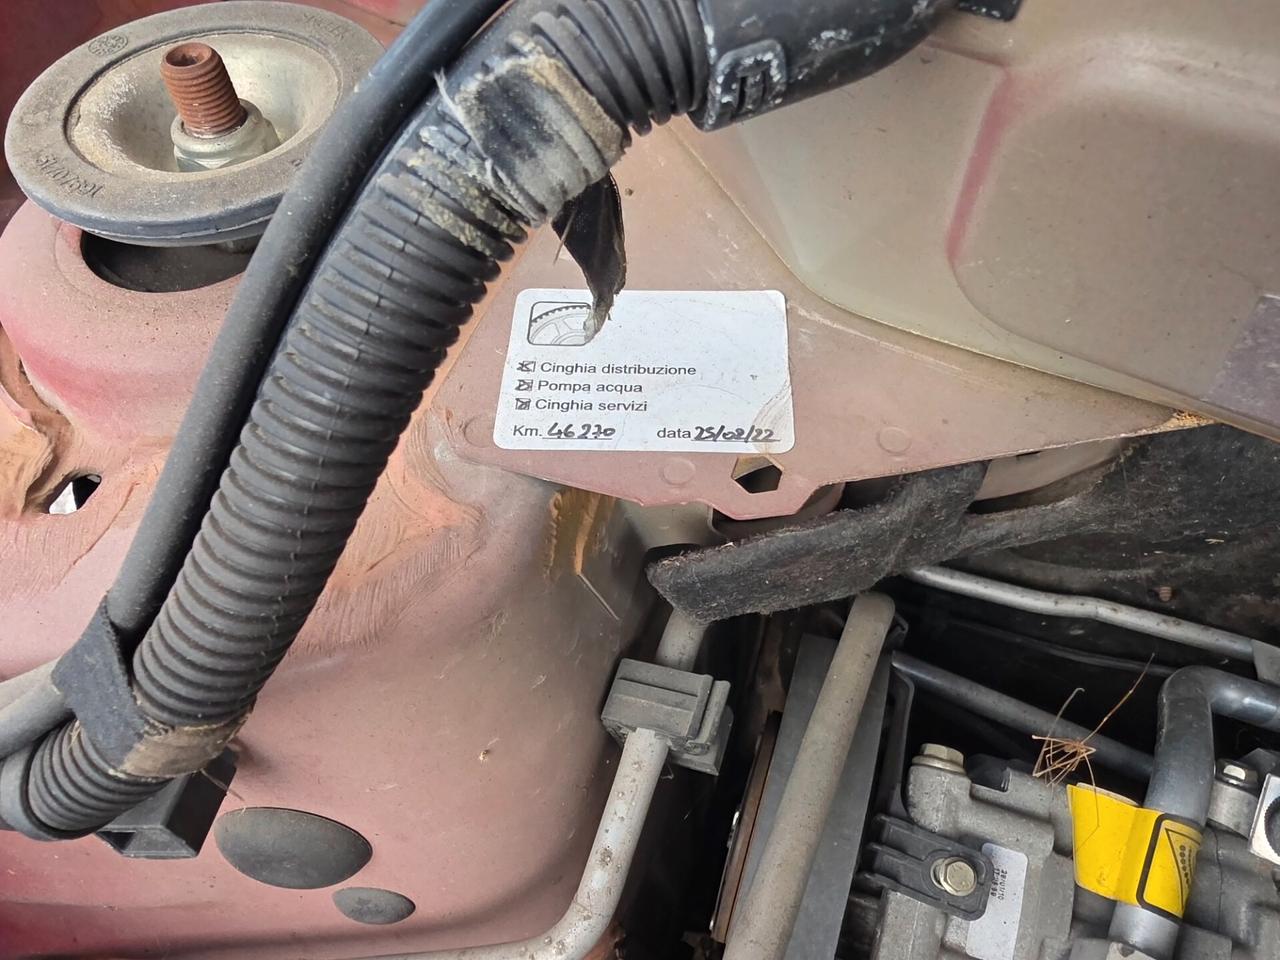 Cinghia distribuzione
Pompa acqua
Cinghia servizi
Km. 46270 data 25/02/22